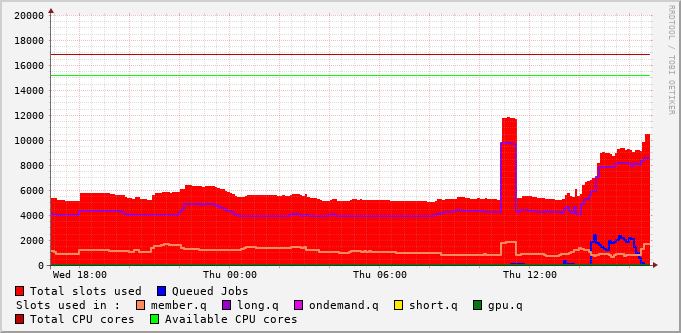 RRDTOOL / TOBI OETIKER
20000
18000
16000
14000
12000
10000
8000
6000
4000
2000
0
Wed 18:00 Thu 00:00 Thu 06:00 Thu 12:00
Total slots used Queued Jobs
Slots used in : member.q long.q ondemand.q short.q gpu.q
Total CPU cores Available CPU cores